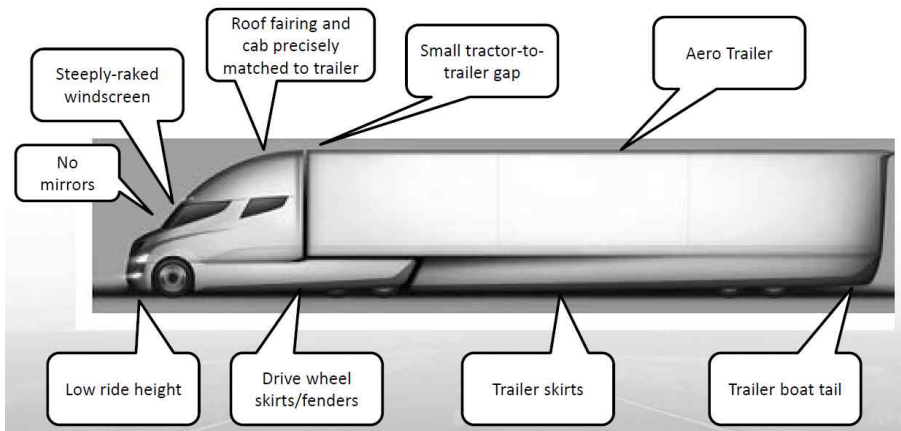 Roof fairing and
cab precisely
matched to trailer
Small tractor-to-
trailer gap
Aero Trailer
Steeply-raked
windscreen
No
mirrors
Low ride height
Drive wheel
skirts/fenders
Trailer skirts
Trailer boat tail